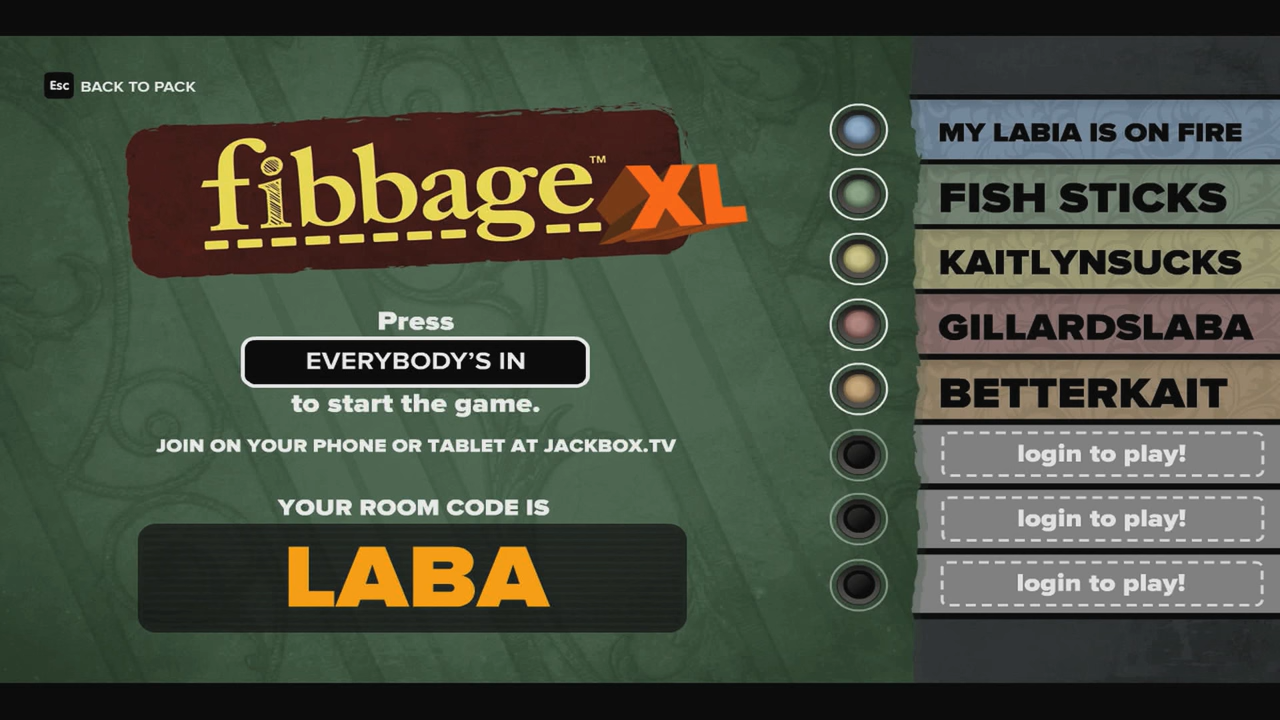 Esc BACK TO PACK
fibbage™ XL
Press
EVERYBODY'S IN
to start the game.
JOIN ON YOUR PHONE OR TABLET AT JACKBOX.TV
YOUR ROOM CODE IS
LABA
MY LABIA IS ON FIRE
FISH STICKS
KAITLYNSUCKS
GILLARDSLABA
BETTERKAIT
login to play!
login to play!
login to play!